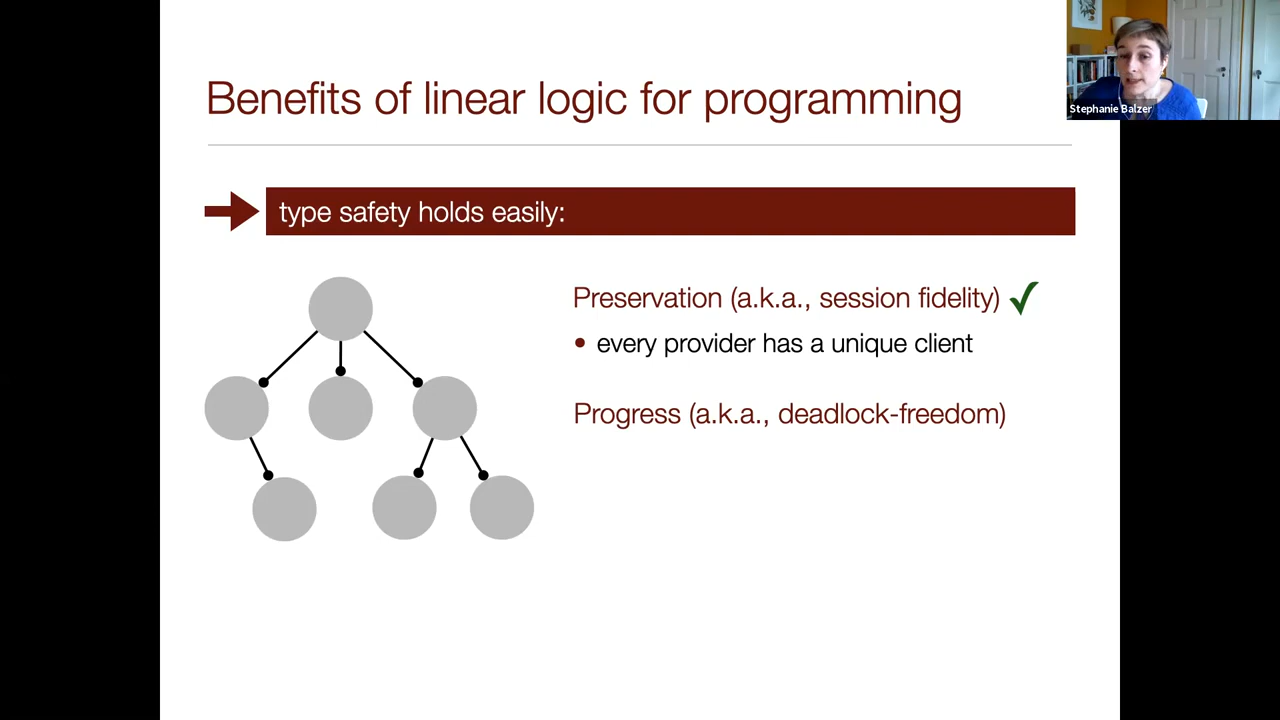 Benefits of linear logic for programming
Stephanie Balzer
type safety holds easily:
Preservation (a.k.a., session fidelity) ✓
• every provider has a unique client
Progress (a.k.a., deadlock-freedom)